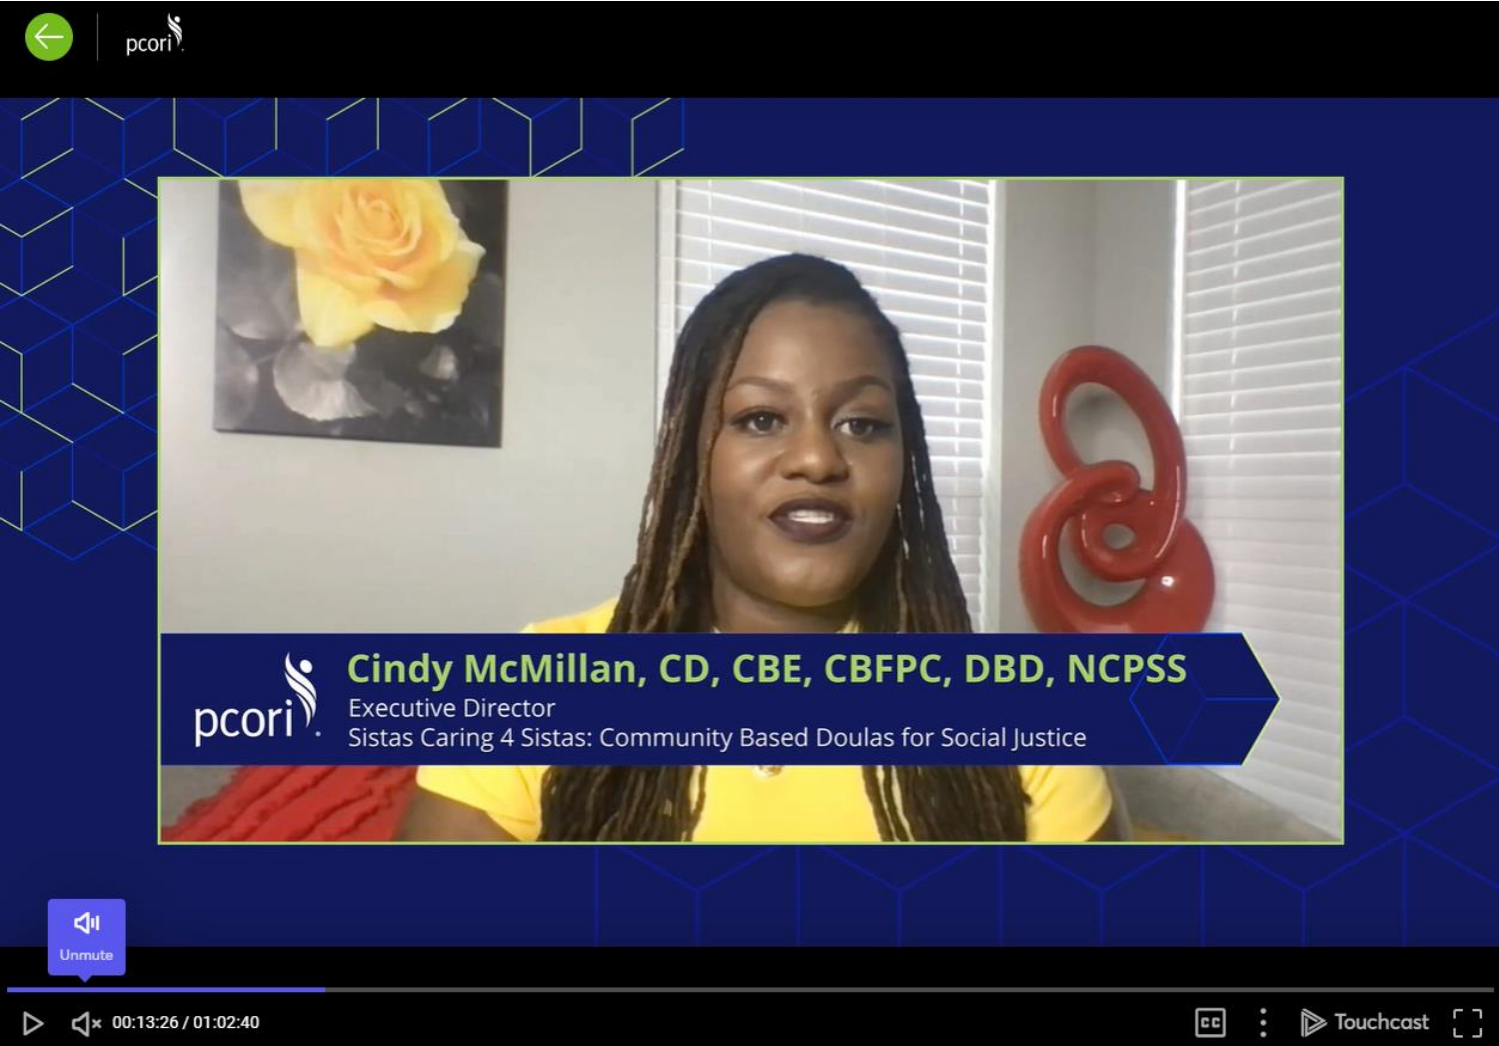 pcori
Cindy McMillan, CD, CBE, CBFPC, DBD, NCPSS
pcori
Executive Director
Sistas Caring 4 Sistas: Community Based Doulas for Social Justice
Unmute
00:13:26 / 01:02:40
CC
Touchcast